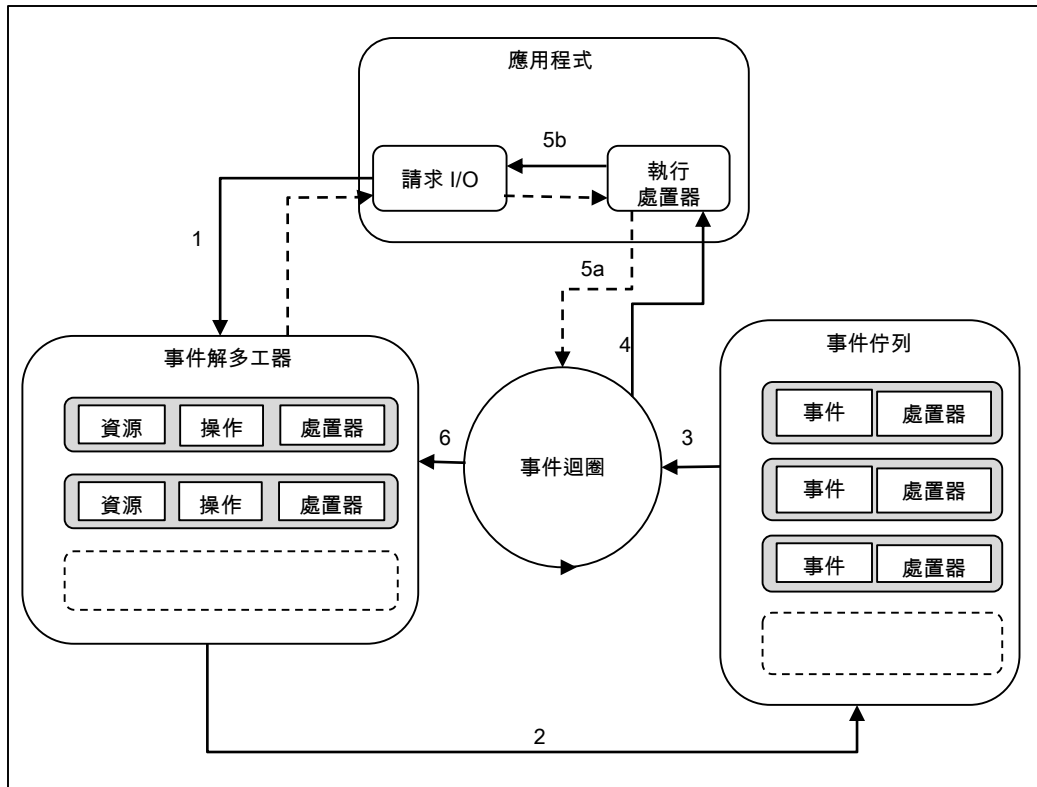 應用程式
5b
請求 I/O
執行
處置器
1
5a
4
事件解多工器
資源 操作 處置器
資源 操作 處置器
6
事件迴圈
3
事件佇列
事件 處置器
事件 處置器
事件 處置器
2